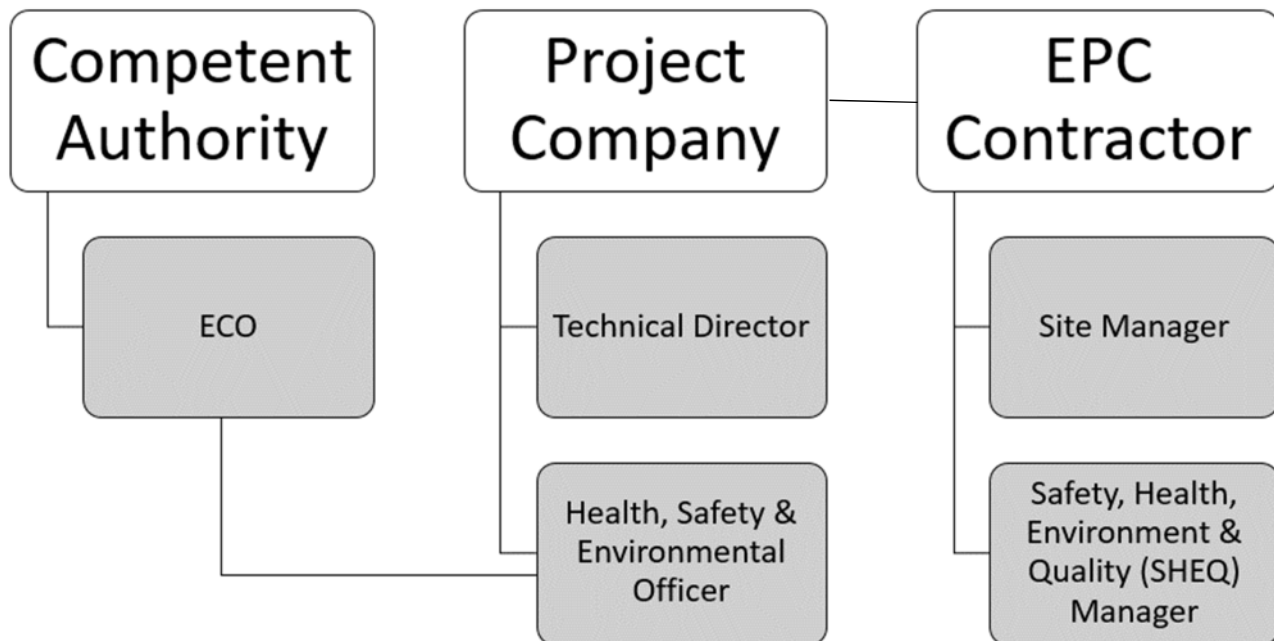 Competent
Authority
Project
Company
EPC
Contractor
ECO
Technical Director
Site Manager
Health, Safety &
Environmental
Officer
Safety, Health,
Environment &
Quality (SHEQ)
Manager